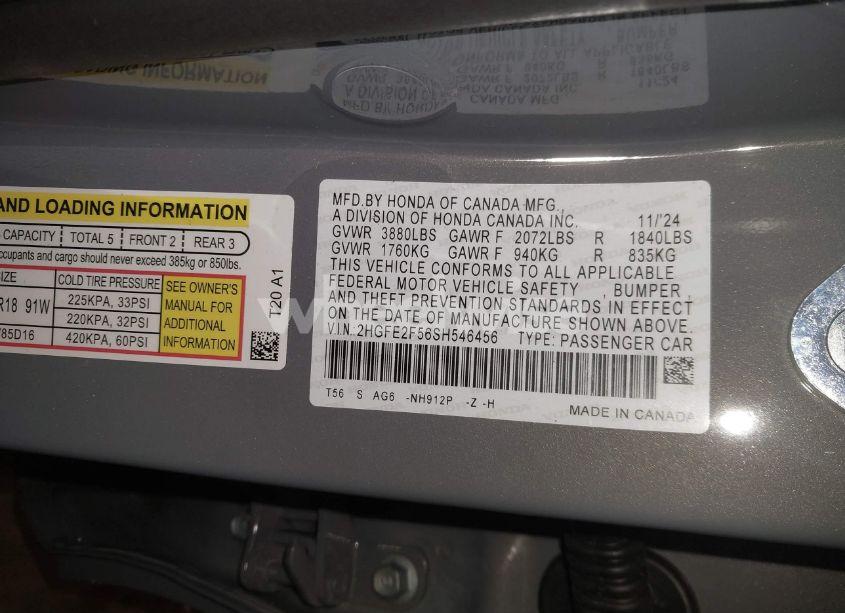 AND LOADING INFORMATION
CAPACITY TOTAL 5 FRONT 2 REAR 3
occupants and cargo should never exceed 385kg or 850lbs.
SIZE COLD TIRE PRESSURE
R18 91W 225KPA, 33PSI
220KPA, 32PSI
85D16 420KPA, 60PSI
SEE OWNER'S
MANUAL FOR
ADDITIONAL
INFORMATION
T20 A1
MFD.BY HONDA OF CANADA MFG.,
A DIVISION OF HONDA CANADA INC. 11/'24
GVWR 3880LBS GAWR F 2072LBS R 1840LBS
GVWR 1760KG GAWR F 940KG R 835KG
THIS VEHICLE CONFORMS TO ALL APPLICABLE
FEDERAL MOTOR VEHICLE SAFETY , BUMPER,
AND THEFT PREVENTION STANDARDS IN EFFECT
ON THE DATE OF MANUFACTURE SHOWN ABOVE.
V.I.N.:2HGFE2F56SH546456 TYPE: PASSENGER CAR
T56 S AG6 -NH912P -Z -H
MADE IN CANADA